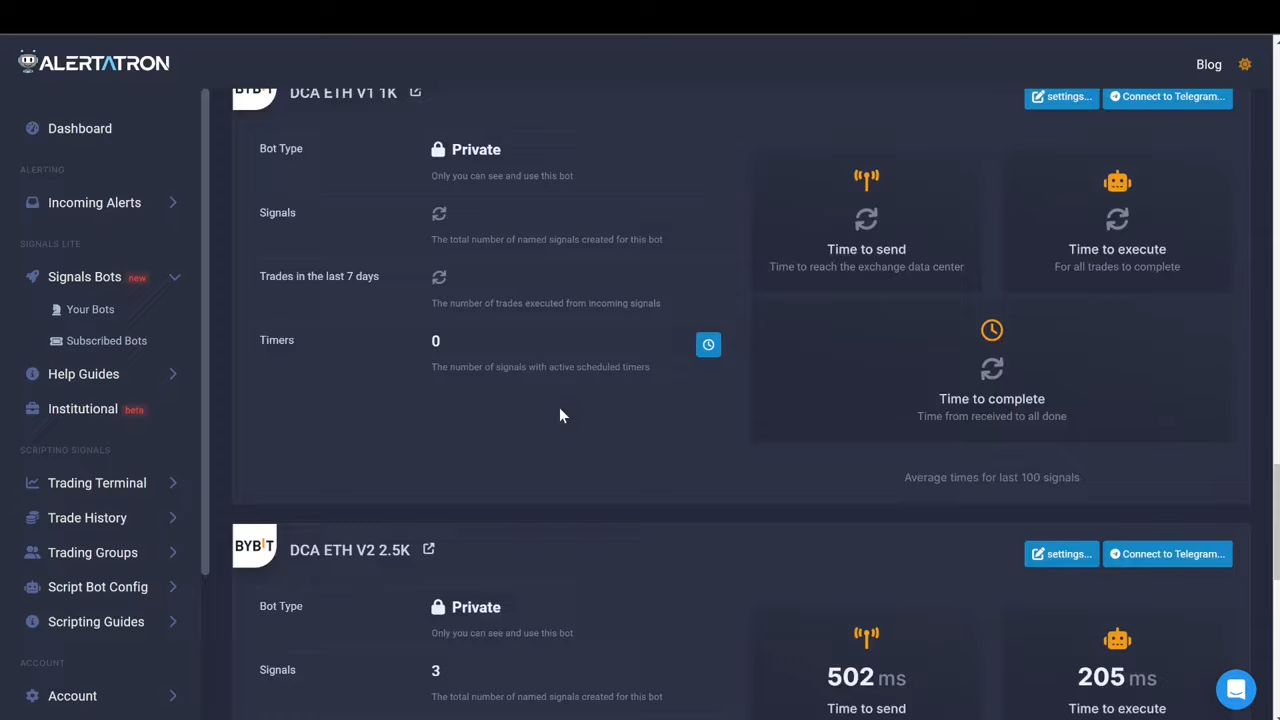 ALERTATRON
Blog
Dashboard
ALERTING
Incoming Alerts
SIGNALS LITE
Signals Bots new
Your Bots
Subscribed Bots
Help Guides
Institutional beta
SCRIPTING SIGNALS
Trading Terminal
Trade History
Trading Groups
Script Bot Config
Scripting Guides
ACCOUNT
Account
BYBIT
DCA ETH V1 1K
settings...
Connect to Telegram...
Bot Type
Private
Only you can see and use this bot
Signals
The total number of named signals created for this bot
Trades in the last 7 days
The number of trades executed from incoming signals
Timers
0
The number of signals with active scheduled timers
Time to send
Time to reach the exchange data center
Time to execute
For all trades to complete
Time to complete
Time from received to all done
Average times for last 100 signals
BYBIT
DCA ETH V2 2.5K
settings...
Connect to Telegram...
Bot Type
Private
Only you can see and use this bot
Signals
3
The total number of named signals created for this bot
502 ms
Time to send
205 ms
Time to execute